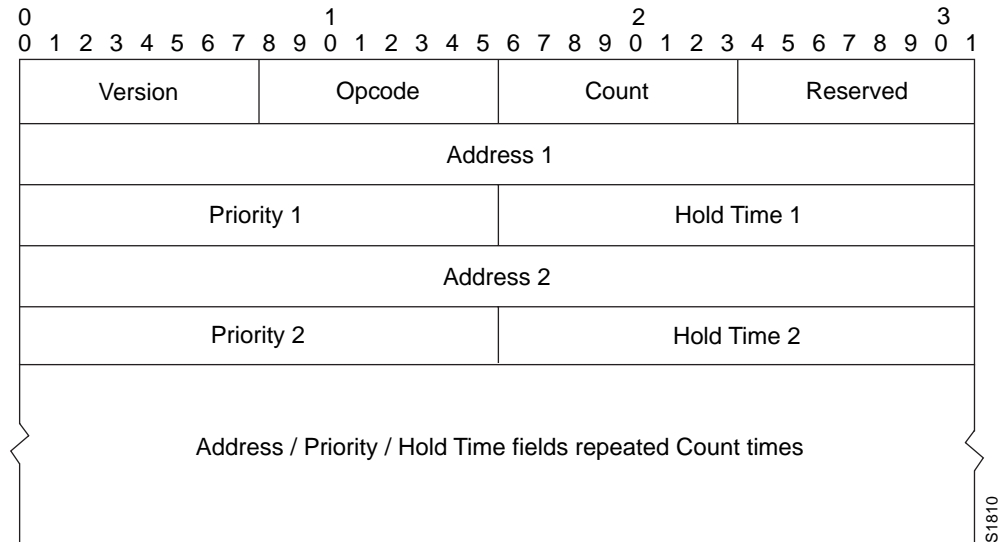 0 1 2 3
0 1 2 3 4 5 6 7 8 9 0 1 2 3 4 5 6 7 8 9 0 1 2 3 4 5 6 7 8 9 0 1
Version Opcode Count Reserved
Address 1
Priority 1 Hold Time 1
Address 2
Priority 2 Hold Time 2
Address / Priority / Hold Time fields repeated Count times
S1810